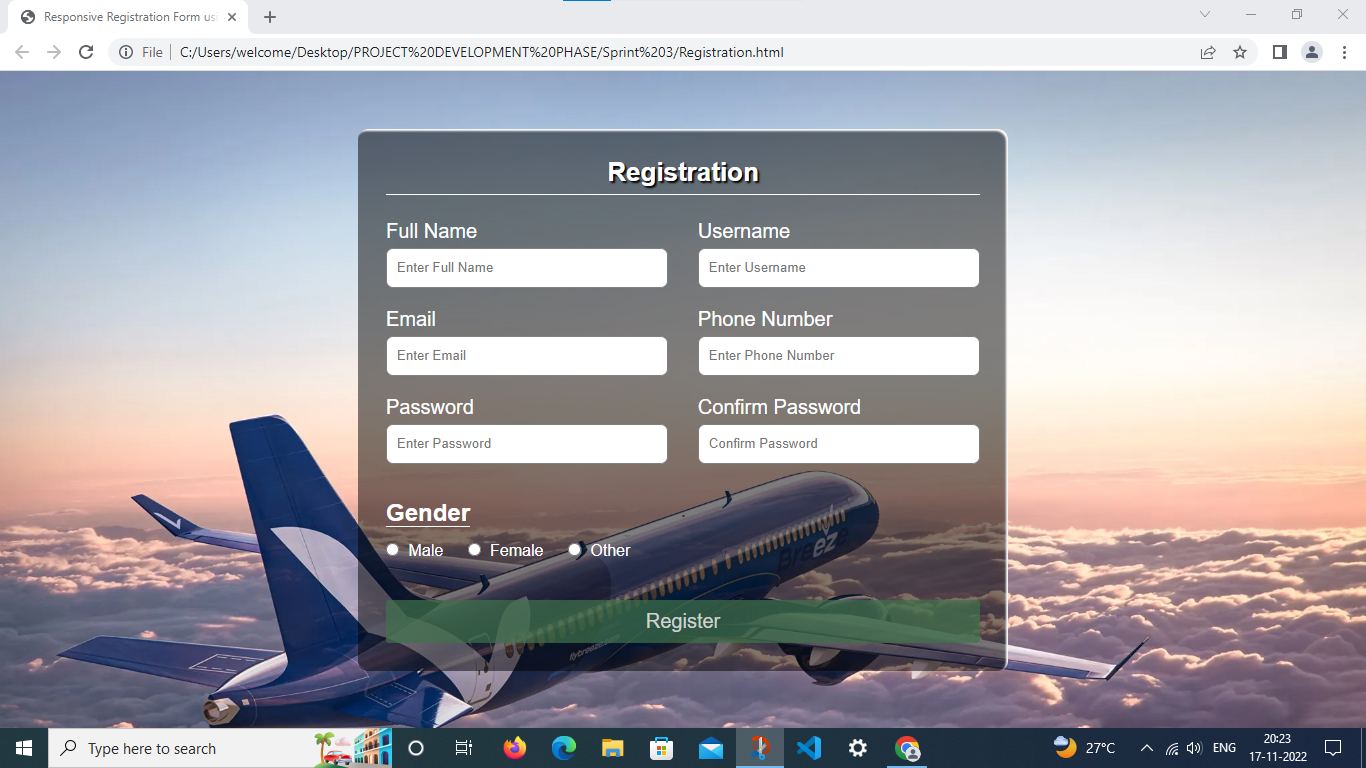 Responsive Registration Form usi
File
C:/Users/welcome/Desktop/PROJECT%20DEVELOPMENT%20PHASE/Sprint%203/Registration.html
Registration
Full Name Username
Enter Full Name Enter Username
Email Phone Number
Enter Email Enter Phone Number
Password Confirm Password
Enter Password Confirm Password
Gender
Male Female Other
Breeze
Register
Type here to search
27°C
ENG
20:23
17-11-2022